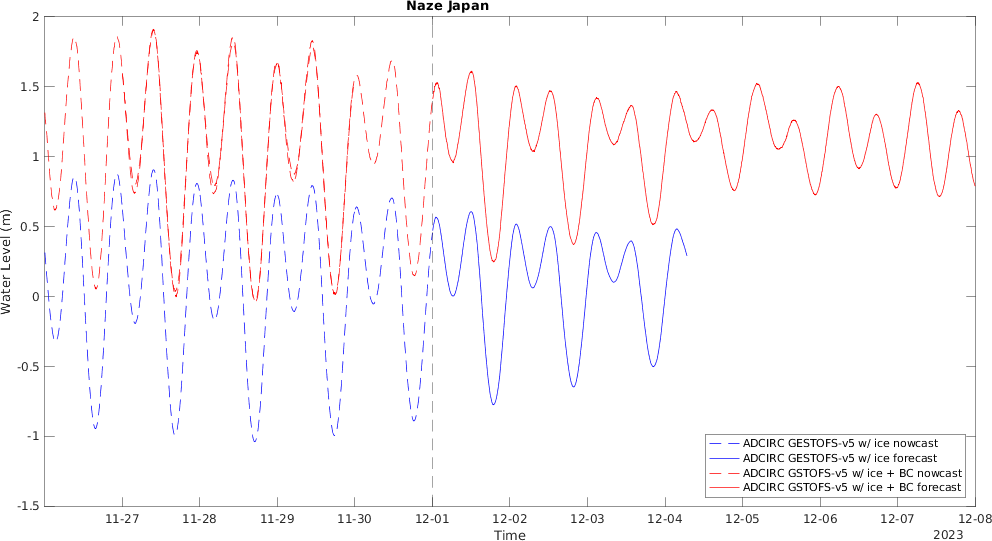 Naze Japan
2
1.5
1
0.5
0
-0.5
-1
-1.5
Water Level (m)
ADCIRC GESTOFS-v5 w/ ice nowcast
ADCIRC GESTOFS-v5 w/ ice forecast
ADCIRC GSTOFS-v5 w/ ice + BC nowcast
ADCIRC GSTOFS-v5 w/ ice + BC forecast
11-27 11-28 11-29 11-30 12-01 12-02 12-03 12-04 12-05 12-06 12-07 12-08
Time
2023